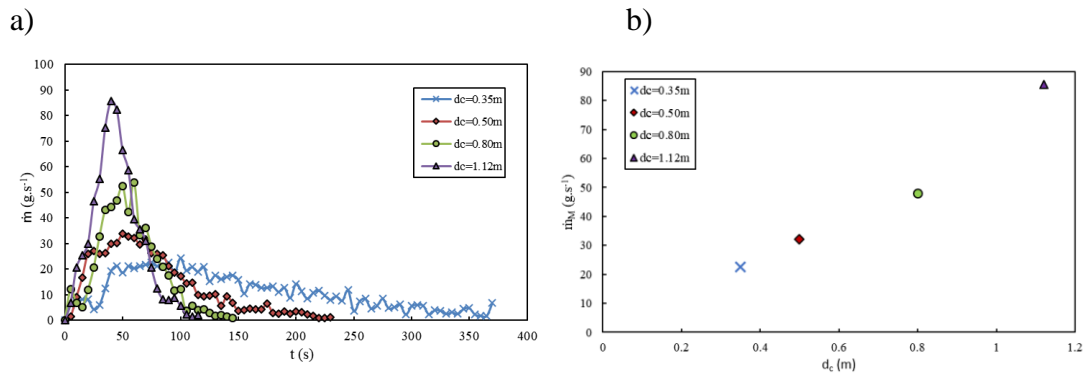 a)
b)
100
90
80
70
60
50
40
30
20
10
0
ṁ (g.s⁻¹)
0 50 100 150 200 250 300 350 400
t (s)
dc=0.35m
dc=0.50m
dc=0.80m
dc=1.12m
90
80
70
60
50
40
30
20
10
0
ṁ_M (g.s⁻¹)
0 0.2 0.4 0.6 0.8 1 1.2
d_c (m)
dc=0.35m
dc=0.50m
dc=0.80m
dc=1.12m